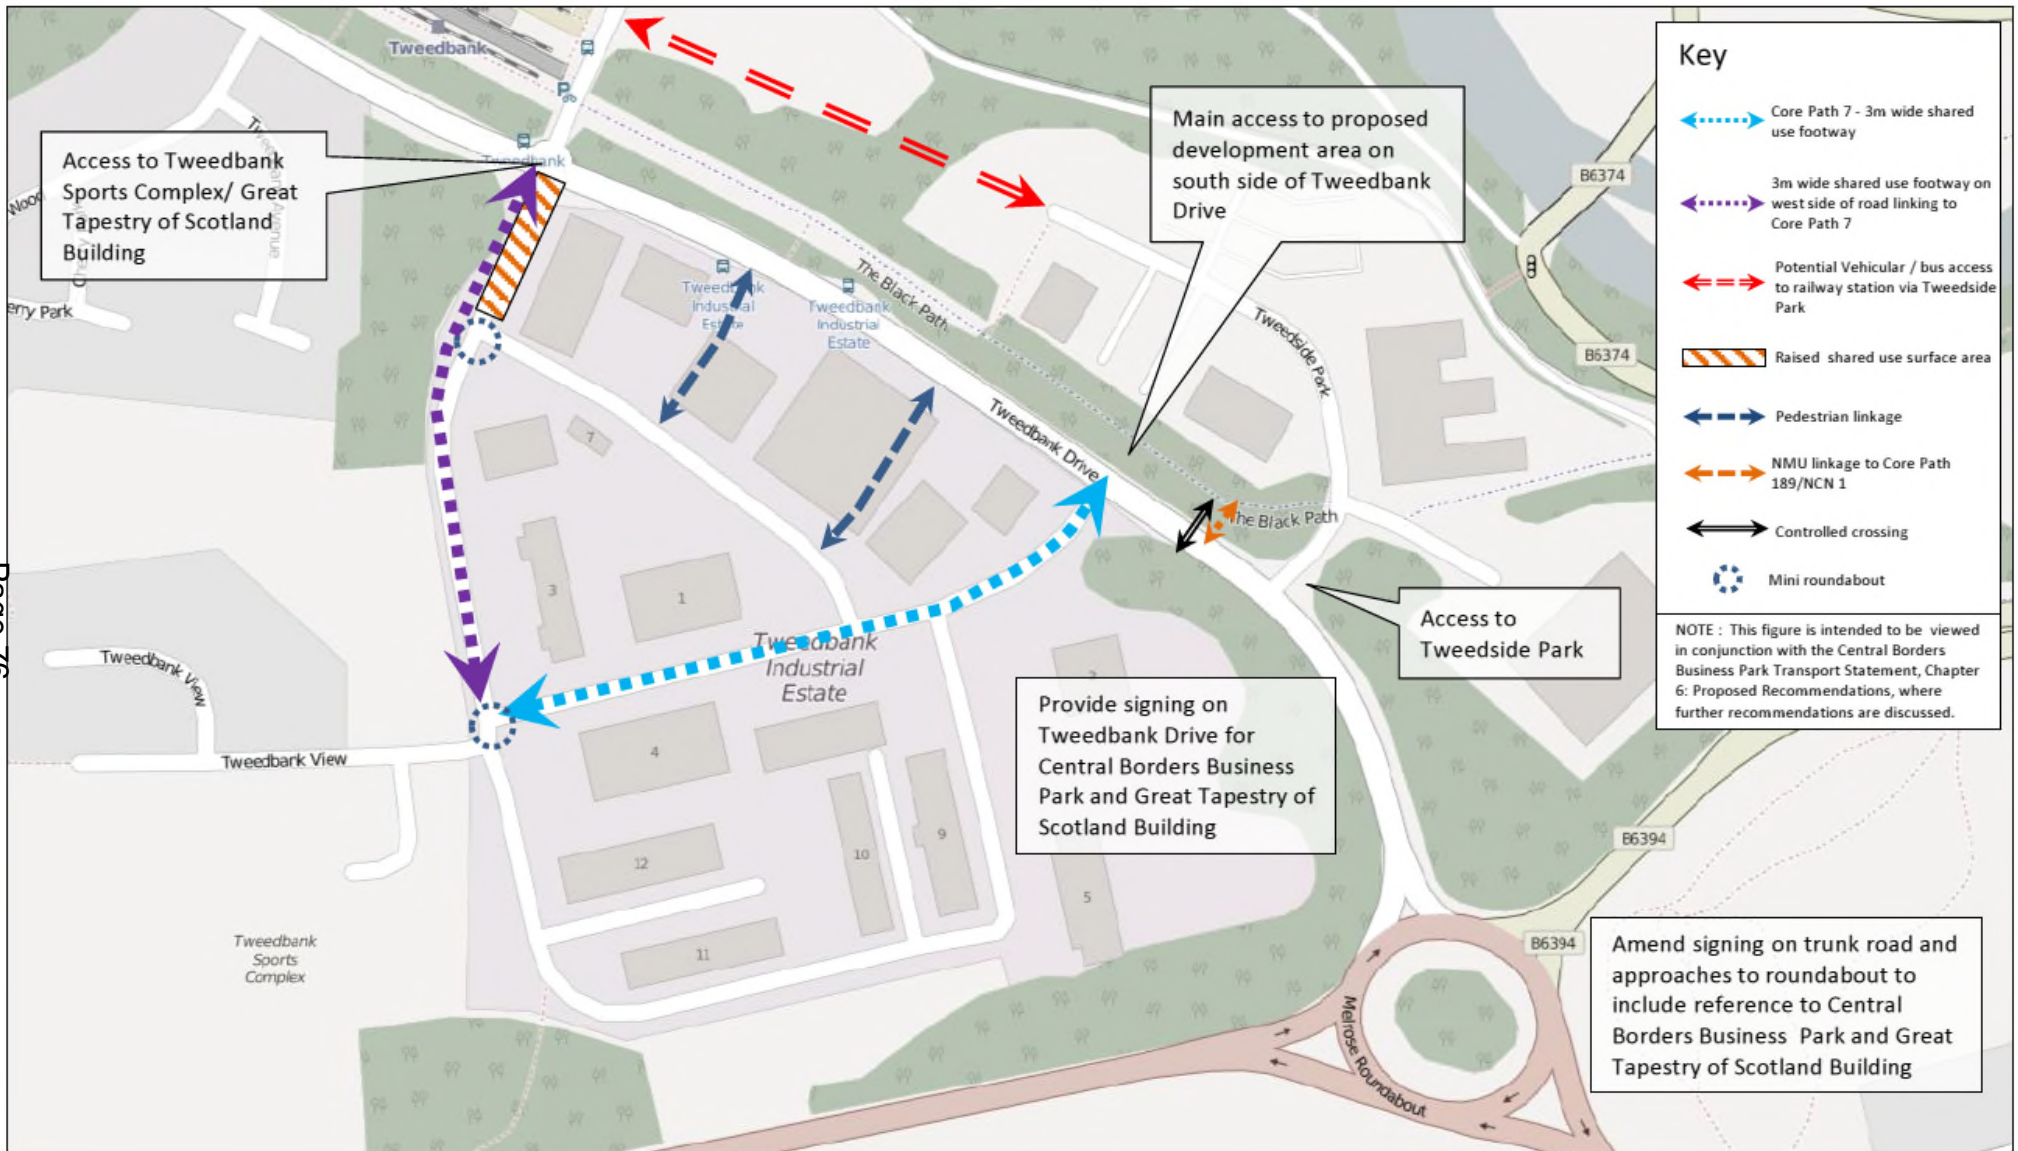 Tweedbank
Tweedbank
Access to Tweedbank
Sports Complex/ Great
Tapestry of Scotland
Building
Wood
erry Park
Main access to proposed
development area on
south side of Tweedbank
Drive
Key
Core Path 7 - 3m wide shared
use footway
3m wide shared use footway on
west side of road linking to
Core Path 7
Potential Vehicular / bus access
to railway station via Tweedside
Park
Raised shared use surface area
Pedestrian linkage
NMU linkage to Core Path
189/NCN 1
Controlled crossing
Mini roundabout
NOTE : This figure is intended to be viewed
in conjunction with the Central Borders
Business Park Transport Statement, Chapter
6: Proposed Recommendations, where
further recommendations are discussed.
B6374
B6374
The Black Path
Tweedbank
Industrial
Estate
Tweedbank
Industrial
Estate
Tweedside Park
Tweedbank Drive
The Black Path
7
3
1
2
Tweedbank
Industrial
Estate
Access to
Tweedside Park
Tweedbank View
Tweedbank View
4
12
10
9
11
5
Provide signing on
Tweedbank Drive for
Central Borders Business
Park and Great Tapestry of
Scotland Building
B6394
B6394
Tweedbank
Sports
Complex
Melrose Roundabout
Amend signing on trunk road and
approaches to roundabout to
include reference to Central
Borders Business Park and Great
Tapestry of Scotland Building